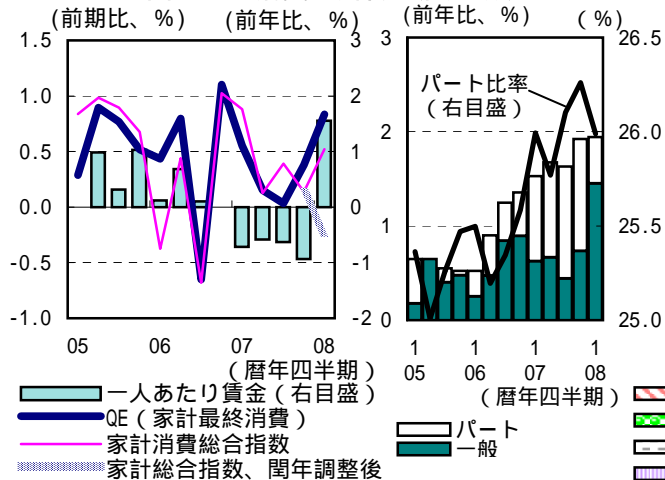 (前期比、%) (前年比、%)
1.5
1.0
0.5
0.0
-0.5
-1.0
3
2
1
0
-1
-2
05 06 07 08
(暦年四半期)
一人あたり賃金(右目盛)
QE(家計最終消費)
家計消費総合指数
家計総合指数、閏年調整後
(前年比、%) (%)
3
2
1
0
26.5
26.0
25.5
25.0
パート比率
(右目盛)
1 1 1 1
05 06 07 08
(暦年四半期)
パート
一般